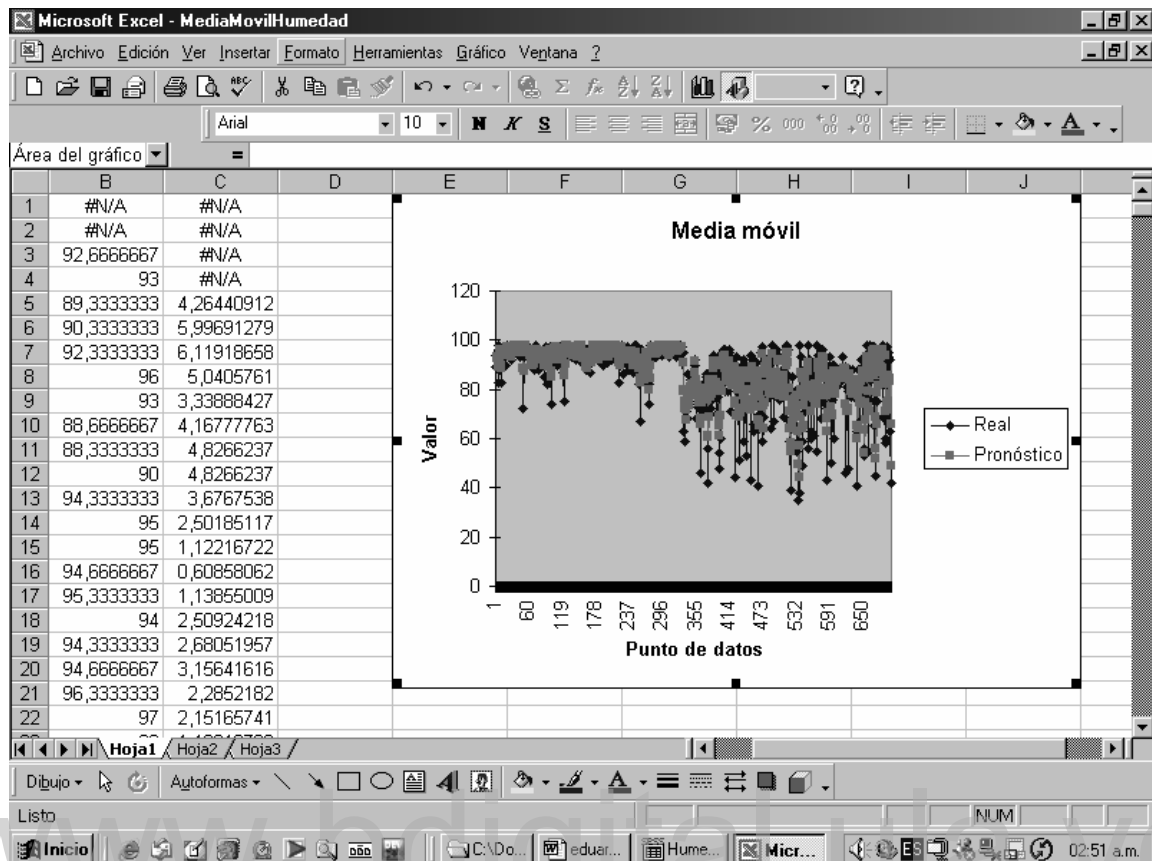 Microsoft Excel - MediaMovilHumedad
Archivo Edición Ver Insertar Formato Herramientas Gráfico Ventana ?
Arial 10 N K S % 000
Área del gráfico =
B C D E F G H I J
1 #N/A #N/A
2 #N/A #N/A
3 92,6666667 #N/A
4 93 #N/A
5 89,3333333 4,26440912
6 90,3333333 5,99691279
7 92,3333333 6,11918658
8 96 5,0405761
9 93 3,33888427
10 88,6666667 4,16777763
11 88,3333333 4,8266237
12 90 4,8266237
13 94,3333333 3,6767538
14 95 2,50185117
15 95 1,12216722
16 94,6666667 0,60858062
17 95,3333333 1,13855009
18 94 2,50924218
19 94,3333333 2,68051957
20 94,6666667 3,15641616
21 96,3333333 2,2852182
22 97 2,15165741
Media móvil
Valor
120
100
80
60
40
20
0
1 60 119 178 237 296 355 414 473 532 591 650
Punto de datos
Real
Pronóstico
Hoja1 Hoja2 Hoja3
Dibujo Autoformas
Listo NUM
Inicio C:\Do... eduar... Hume... Micr... ES 02:51 a.m.